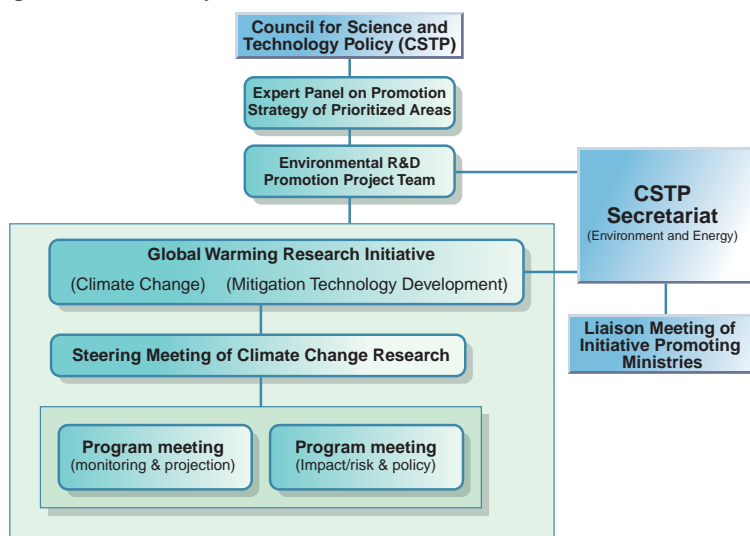 Council for Science and
Technology Policy (CSTP)
Expert Panel on Promotion
Strategy of Prioritized Areas
Environmental R&D
Promotion Project Team
CSTP
Secretariat
(Environment and Energy)
Global Warming Research Initiative
(Climate Change) (Mitigation Technology Development)
Liaison Meeting of
Initiative Promoting
Ministries
Steering Meeting of Climate Change Research
Program meeting
(monitoring & projection)
Program meeting
(Impact/risk & policy)